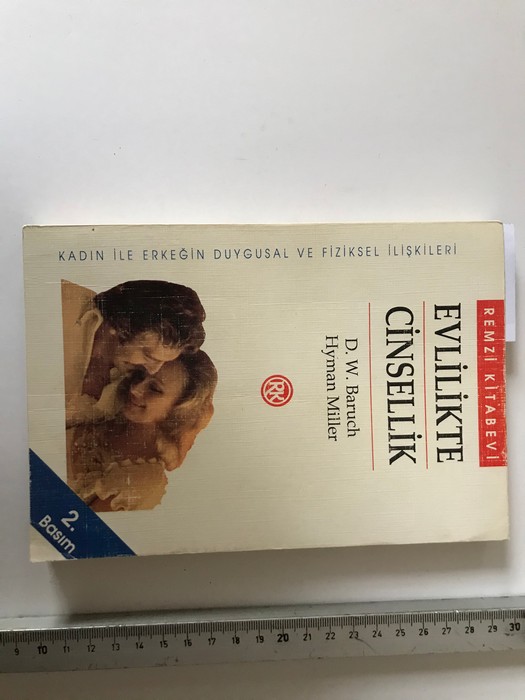 REMZİ KİTABEVİ
EVLİLİKTE
CİNSELLİK
D. W. Baruch
Hyman Miller
RK
KADIN İLE ERKEĞİN DUYGUSAL VE FİZİKSEL İLİŞKİLERİ
2.
Basım
9 10 11 12 13 14 15 16 17 18 19 20 21 22 23 24 25 26 27 28 29 30